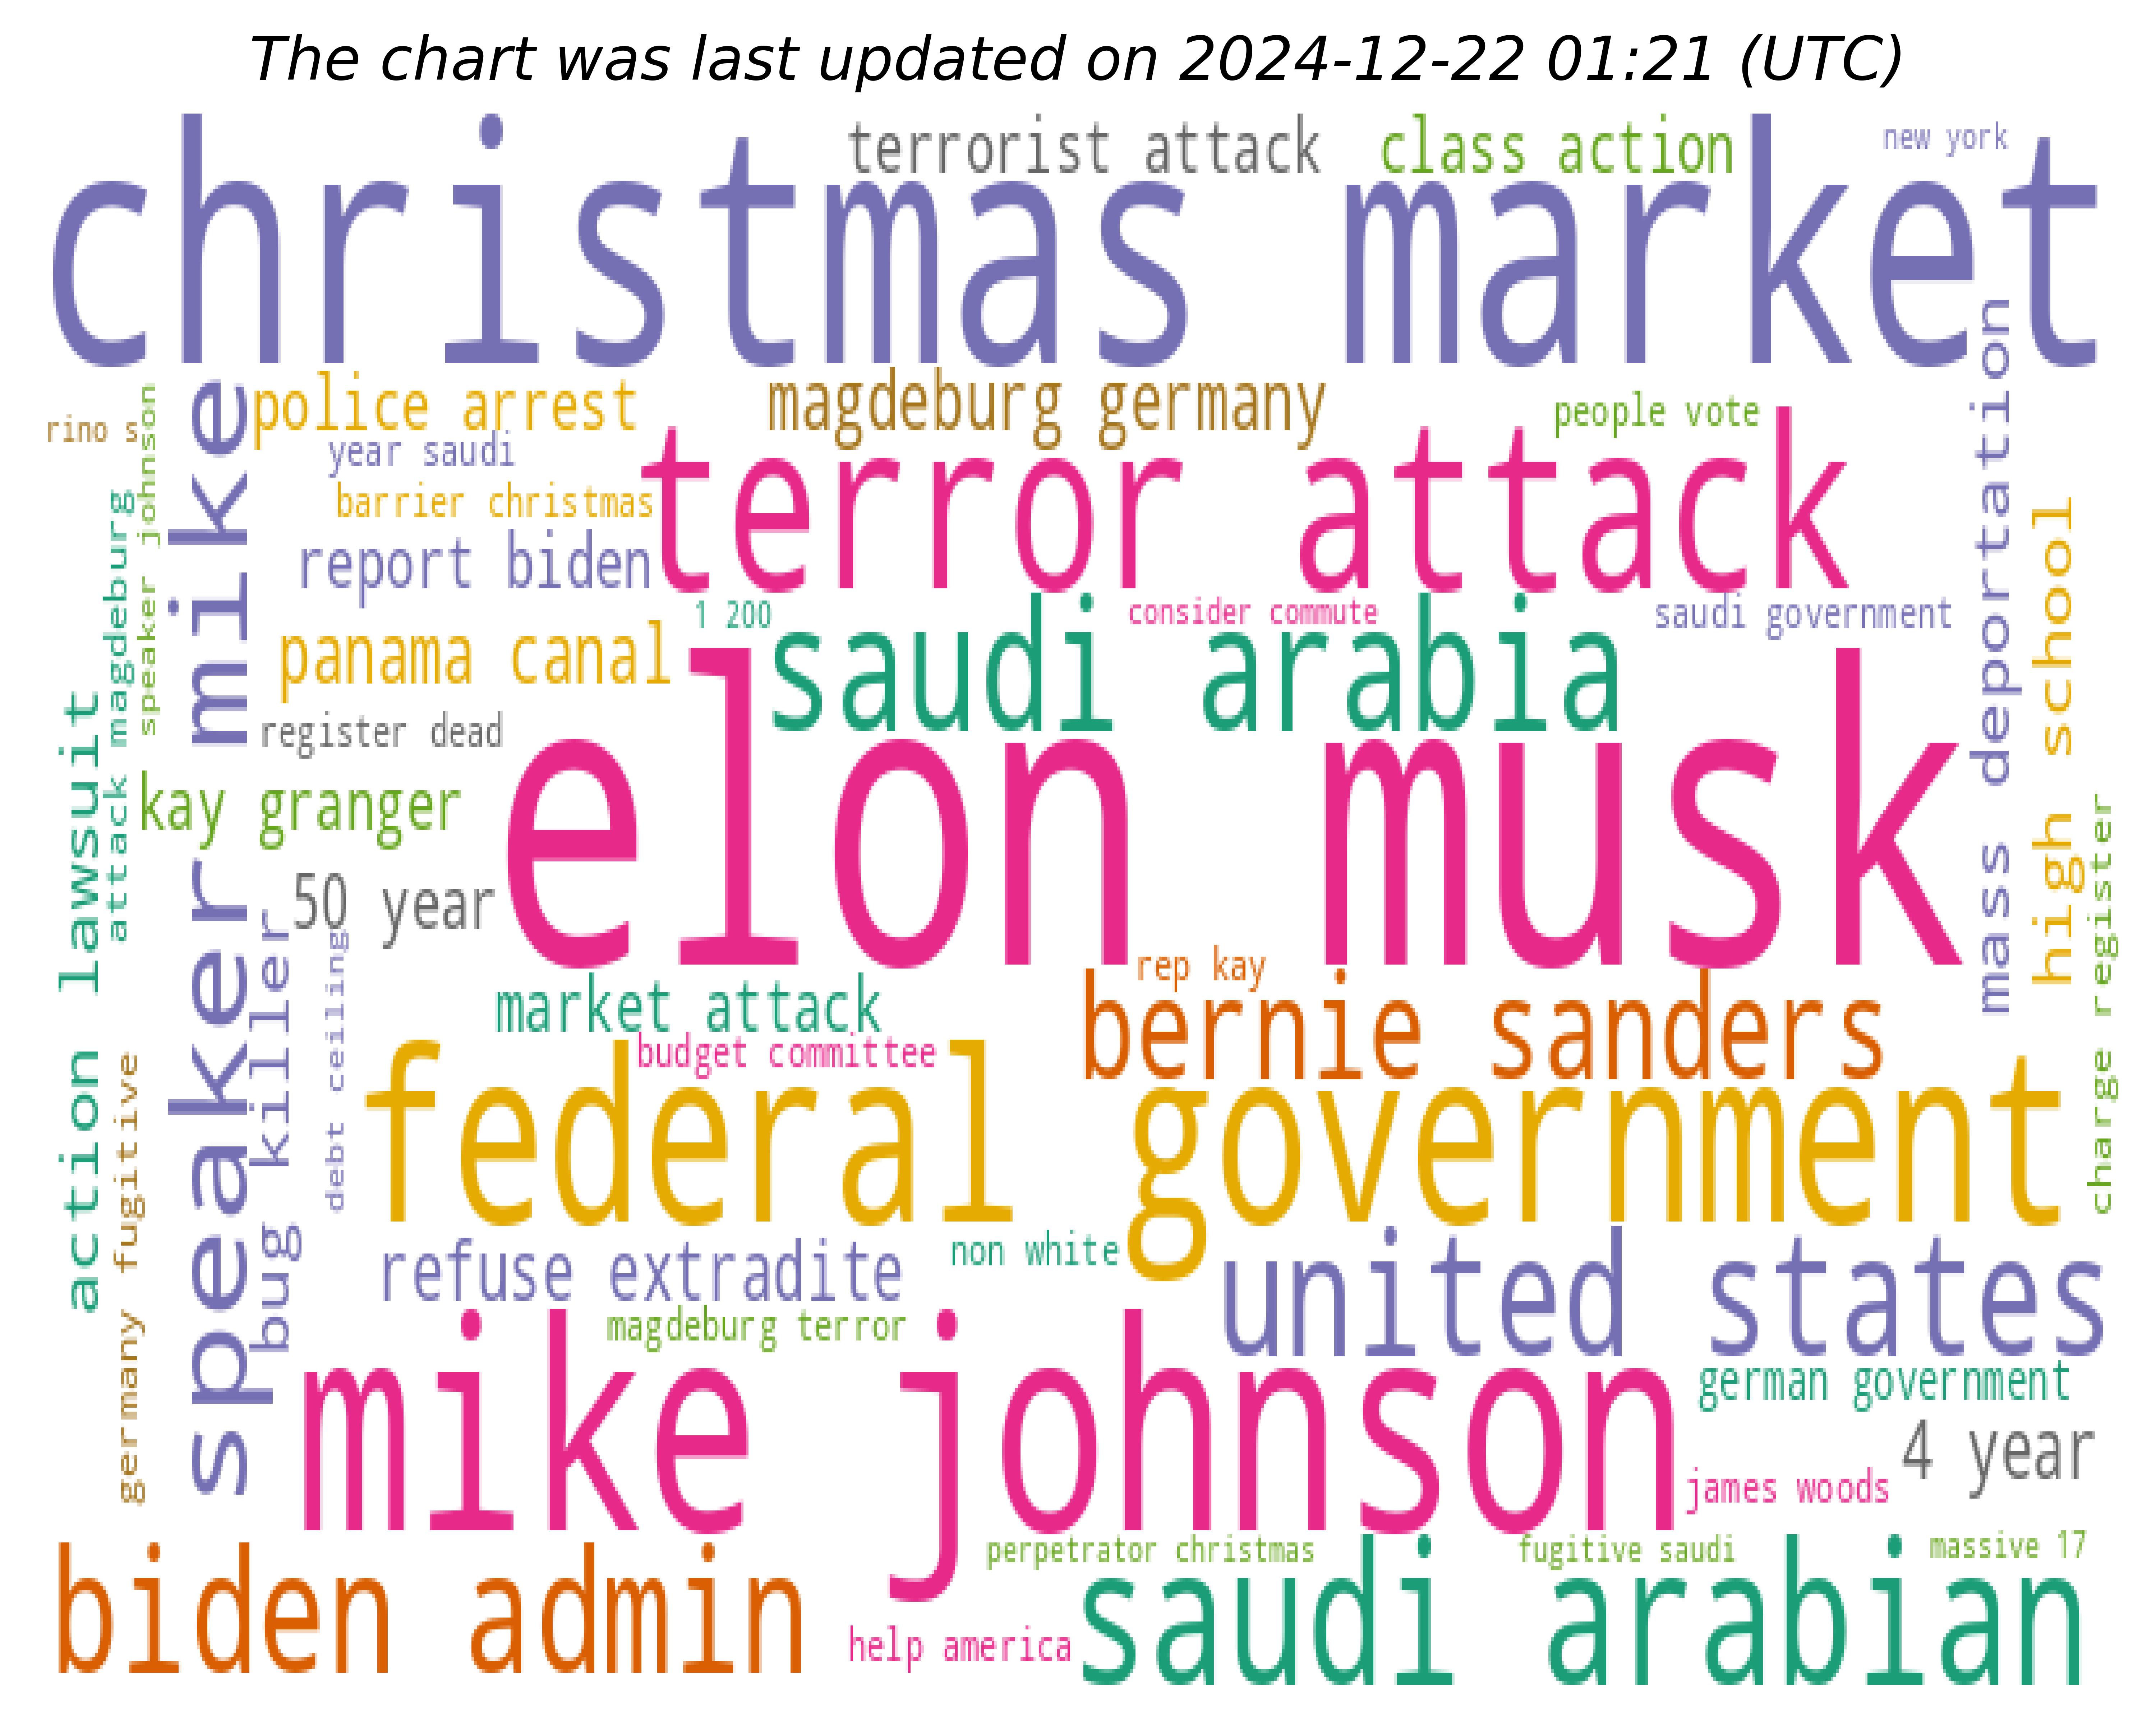 The chart was last updated on 2024-12-22 01:21 (UTC)
terrorist attack
class action
new york
christmas market
police arrest
magdeburg germany
people vote
rino s
year saudi
terror attack
barrier christmas
report biden
1 200
consider commute
saudi government
panama canal
saudi arabia
register dead
elon musk
kay granger
50 year
rep kay
market attack
bernie sanders
budget committee
federal government
refuse extradite
non white
united states
magdeburg terror
mike johnson
german government
4 year
james woods
perpetrator christmas
fugitive saudi
massive 17
biden admin
help america
saudi arabian
action lawsuit
attack magdeburg
germany fugitive
speaker johnson
speaker mike
bug killer
debt ceiling
mass deportation
high school
charge register